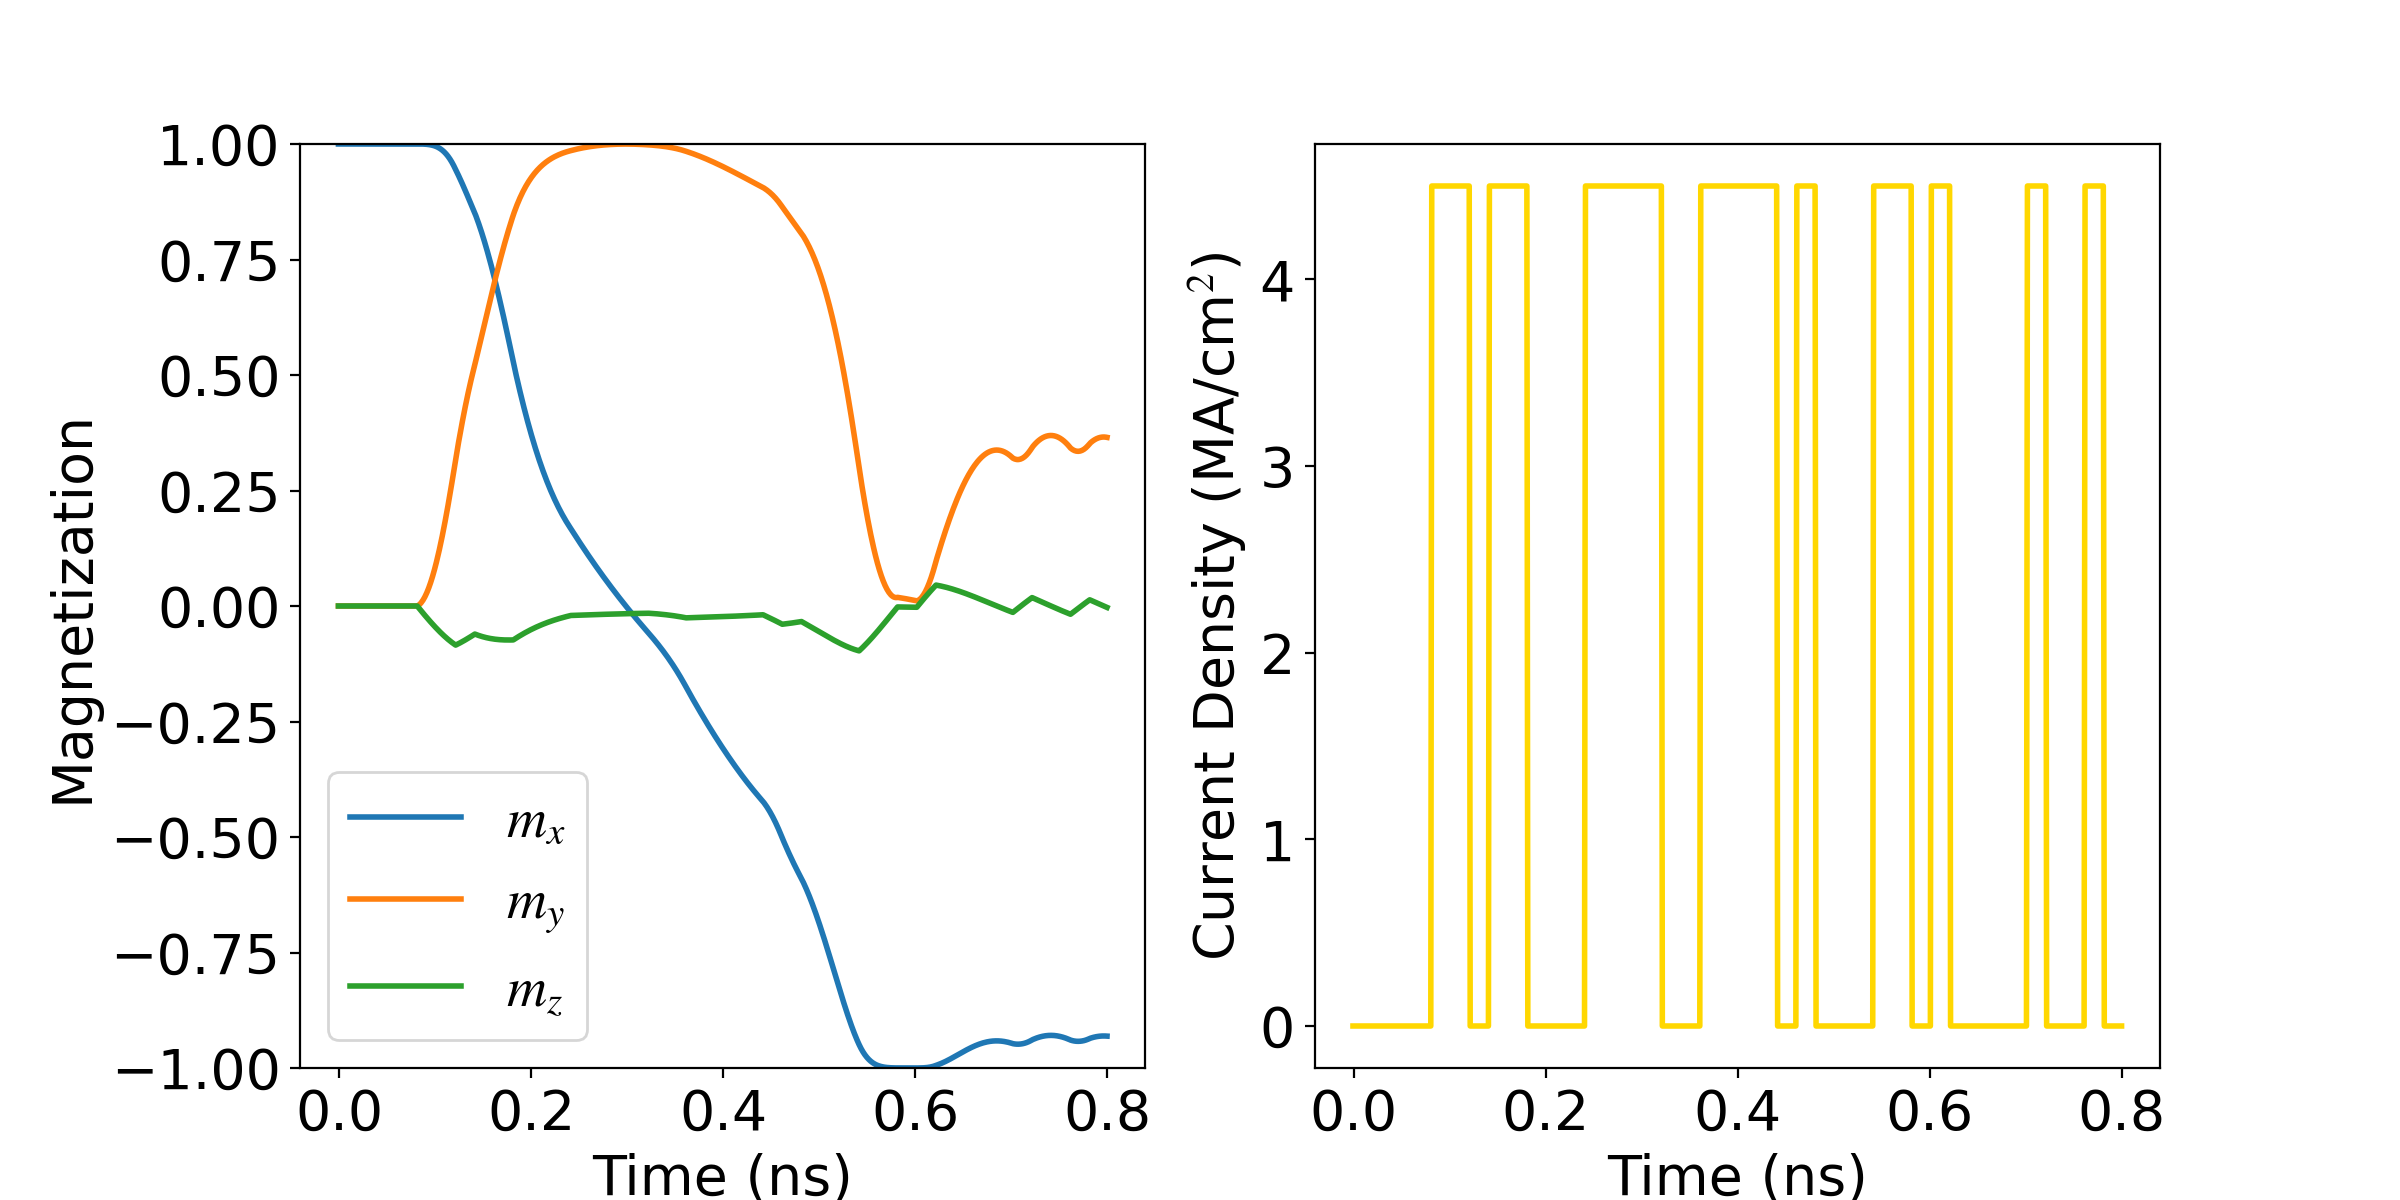 Magnetization
1.00
0.75
0.50
0.25
0.00
−0.25
−0.50
−0.75
−1.00
m_x
m_y
m_z
0.0 0.2 0.4 0.6 0.8
Time (ns)
Current Density (MA/cm²)
4
3
2
1
0
0.0 0.2 0.4 0.6 0.8
Time (ns)